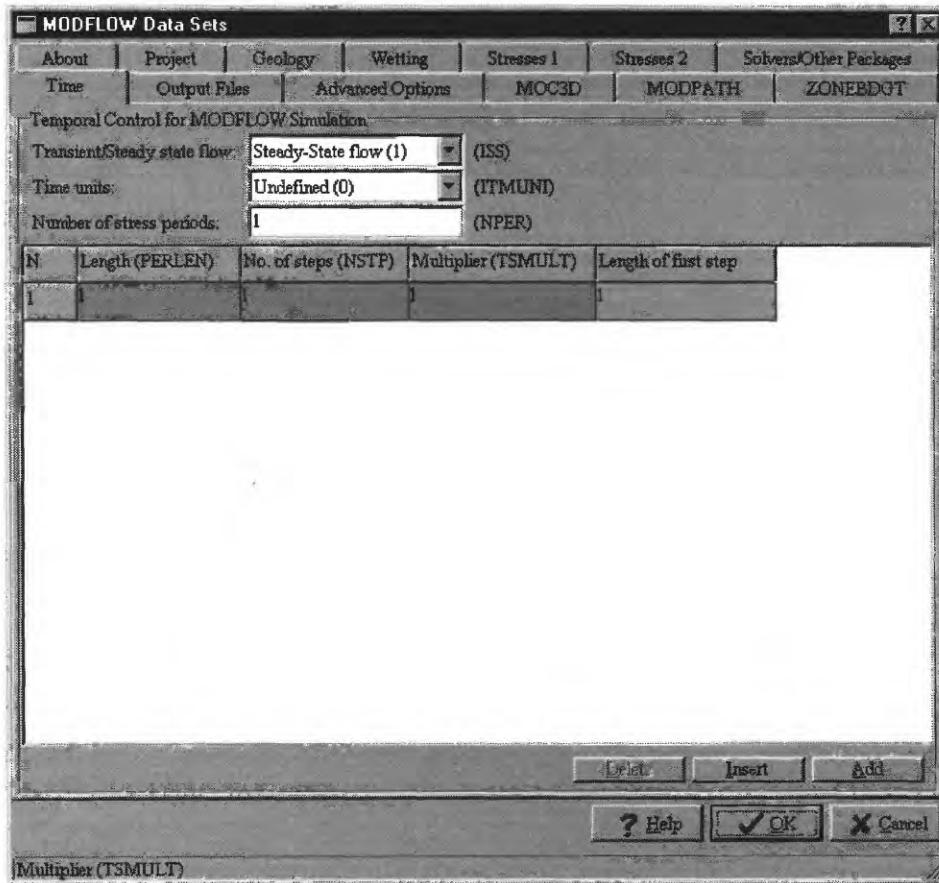 MODFLOW Data Sets
About Project Geology Wetting Stresses 1 Stresses 2 Solvers/Other Packages
Time Output Files Advanced Options MOC3D MODPATH ZONEBDGT
Temporal Control for MODFLOW Simulation
Transient/Steady state flow: Steady-State flow (1) (ISS)
Time units: Undefined (0) (ITMUNI)
Number of stress periods: 1 (NPER)
N Length (PERLEN) No. of steps (NSTP) Multiplier (TSMULT) Length of first step
1 1 1 1 1
Delete Insert Add
? Help OK Cancel
Multiplier (TSMULT)